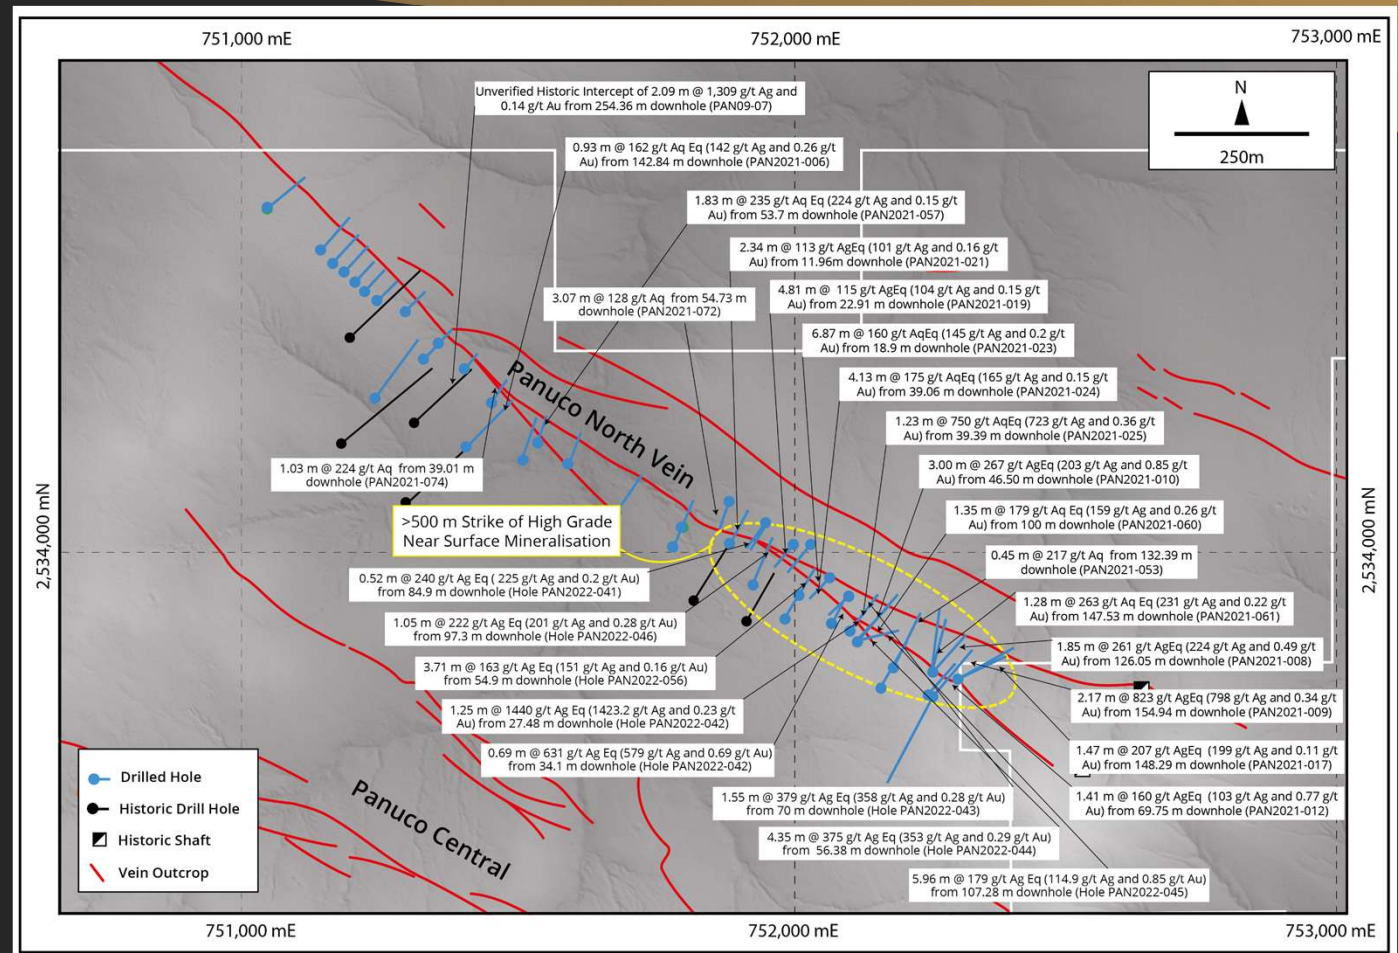 751,000 mE
752,000 mE
753,000 mE
N
250m
Unverified Historic Intercept of 2.09 m @ 1,309 g/t Ag and
0.14 g/t Au from 254.36 m downhole (PAN09-07)
0.93 m @ 162 g/t Aq Eq (142 g/t Ag and 0.26 g/t
Au) from 142.84 m downhole (PAN2021-006)
1.83 m @ 235 g/t Aq Eq (224 g/t Ag and 0.15 g/t
Au) from 53.7 m downhole (PAN2021-057)
2.34 m @ 113 g/t AgEq (101 g/t Ag and 0.16 g/t
Au) from 11.96m downhole (PAN2021-021)
3.07 m @ 128 g/t Aq from 54.73 m
downhole (PAN2021-072)
4.81 m @ 115 g/t AgEq (104 g/t Ag and 0.15 g/t
Au) from 22.91 m downhole (PAN2021-019)
6.87 m @ 160 g/t AqEq (145 g/t Ag and 0.2 g/t
Au) from 18.9 m downhole (PAN2021-023)
4.13 m @ 175 g/t AqEq (165 g/t Ag and 0.15 g/t
Au) from 39.06 m downhole (PAN2021-024)
Panuco North Vein
1.23 m @ 750 g/t AqEq (723 g/t Ag and 0.36 g/t
Au) from 39.39 m downhole (PAN2021-025)
1.03 m @ 224 g/t Aq from 39.01 m
downhole (PAN2021-074)
3.00 m @ 267 g/t AgEq (203 g/t Ag and 0.85 g/t
Au) from 46.50 m downhole (PAN2021-010)
1.35 m @ 179 g/t Aq Eq (159 g/t Ag and 0.26 g/t
Au) from 100 m downhole (PAN2021-060)
>500 m Strike of High Grade
Near Surface Mineralisation
2,534,000 mN
2,534,000 mN
0.45 m @ 217 g/t Aq from 132.39 m
downhole (PAN2021-053)
0.52 m @ 240 g/t Ag Eq ( 225 g/t Ag and 0.2 g/t Au)
from 84.9 m downhole (Hole PAN2022-041)
1.28 m @ 263 g/t Aq Eq (231 g/t Ag and 0.22 g/t
Au) from 147.53 m downhole (PAN2021-061)
1.05 m @ 222 g/t Ag Eq (201 g/t Ag and 0.28 g/t Au)
from 97.3 m downhole (Hole PAN2022-046)
1.85 m @ 261 g/t AgEq (224 g/t Ag and 0.49 g/t
Au) from 126.05 m downhole (PAN2021-008)
3.71 m @ 163 g/t Ag Eq (151 g/t Ag and 0.16 g/t Au)
from 54.9 m downhole (Hole PAN2022-056)
2.17 m @ 823 g/t AgEq (798 g/t Ag and 0.34 g/t
Au) from 154.94 m downhole (PAN2021-009)
1.25 m @ 1440 g/t Ag Eq (1423.2 g/t Ag and 0.23 g/t
Au) from 27.48 m downhole (Hole PAN2022-042)
1.47 m @ 207 g/t AgEq (199 g/t Ag and 0.11 g/t
Au) from 148.29 m downhole (PAN2021-017)
0.69 m @ 631 g/t Ag Eq (579 g/t Ag and 0.69 g/t Au)
from 34.1 m downhole (Hole PAN2022-042)
1.41 m @ 160 g/t AgEq (103 g/t Ag and 0.77 g/t
Au) from 69.75 m downhole (PAN2021-012)
1.55 m @ 379 g/t Ag Eq (358 g/t Ag and 0.28 g/t Au)
from 70 m downhole (Hole PAN2022-043)
4.35 m @ 375 g/t Ag Eq (353 g/t Ag and 0.29 g/t Au)
from 56.38 m downhole (Hole PAN2022-044)
5.96 m @ 179 g/t Ag Eq (114.9 g/t Ag and 0.85 g/t Au)
from 107.28 m downhole (Hole PAN2022-045)
Panuco Central
Drilled Hole
Historic Drill Hole
Historic Shaft
Vein Outcrop
751,000 mE
752,000 mE
753,000 mE